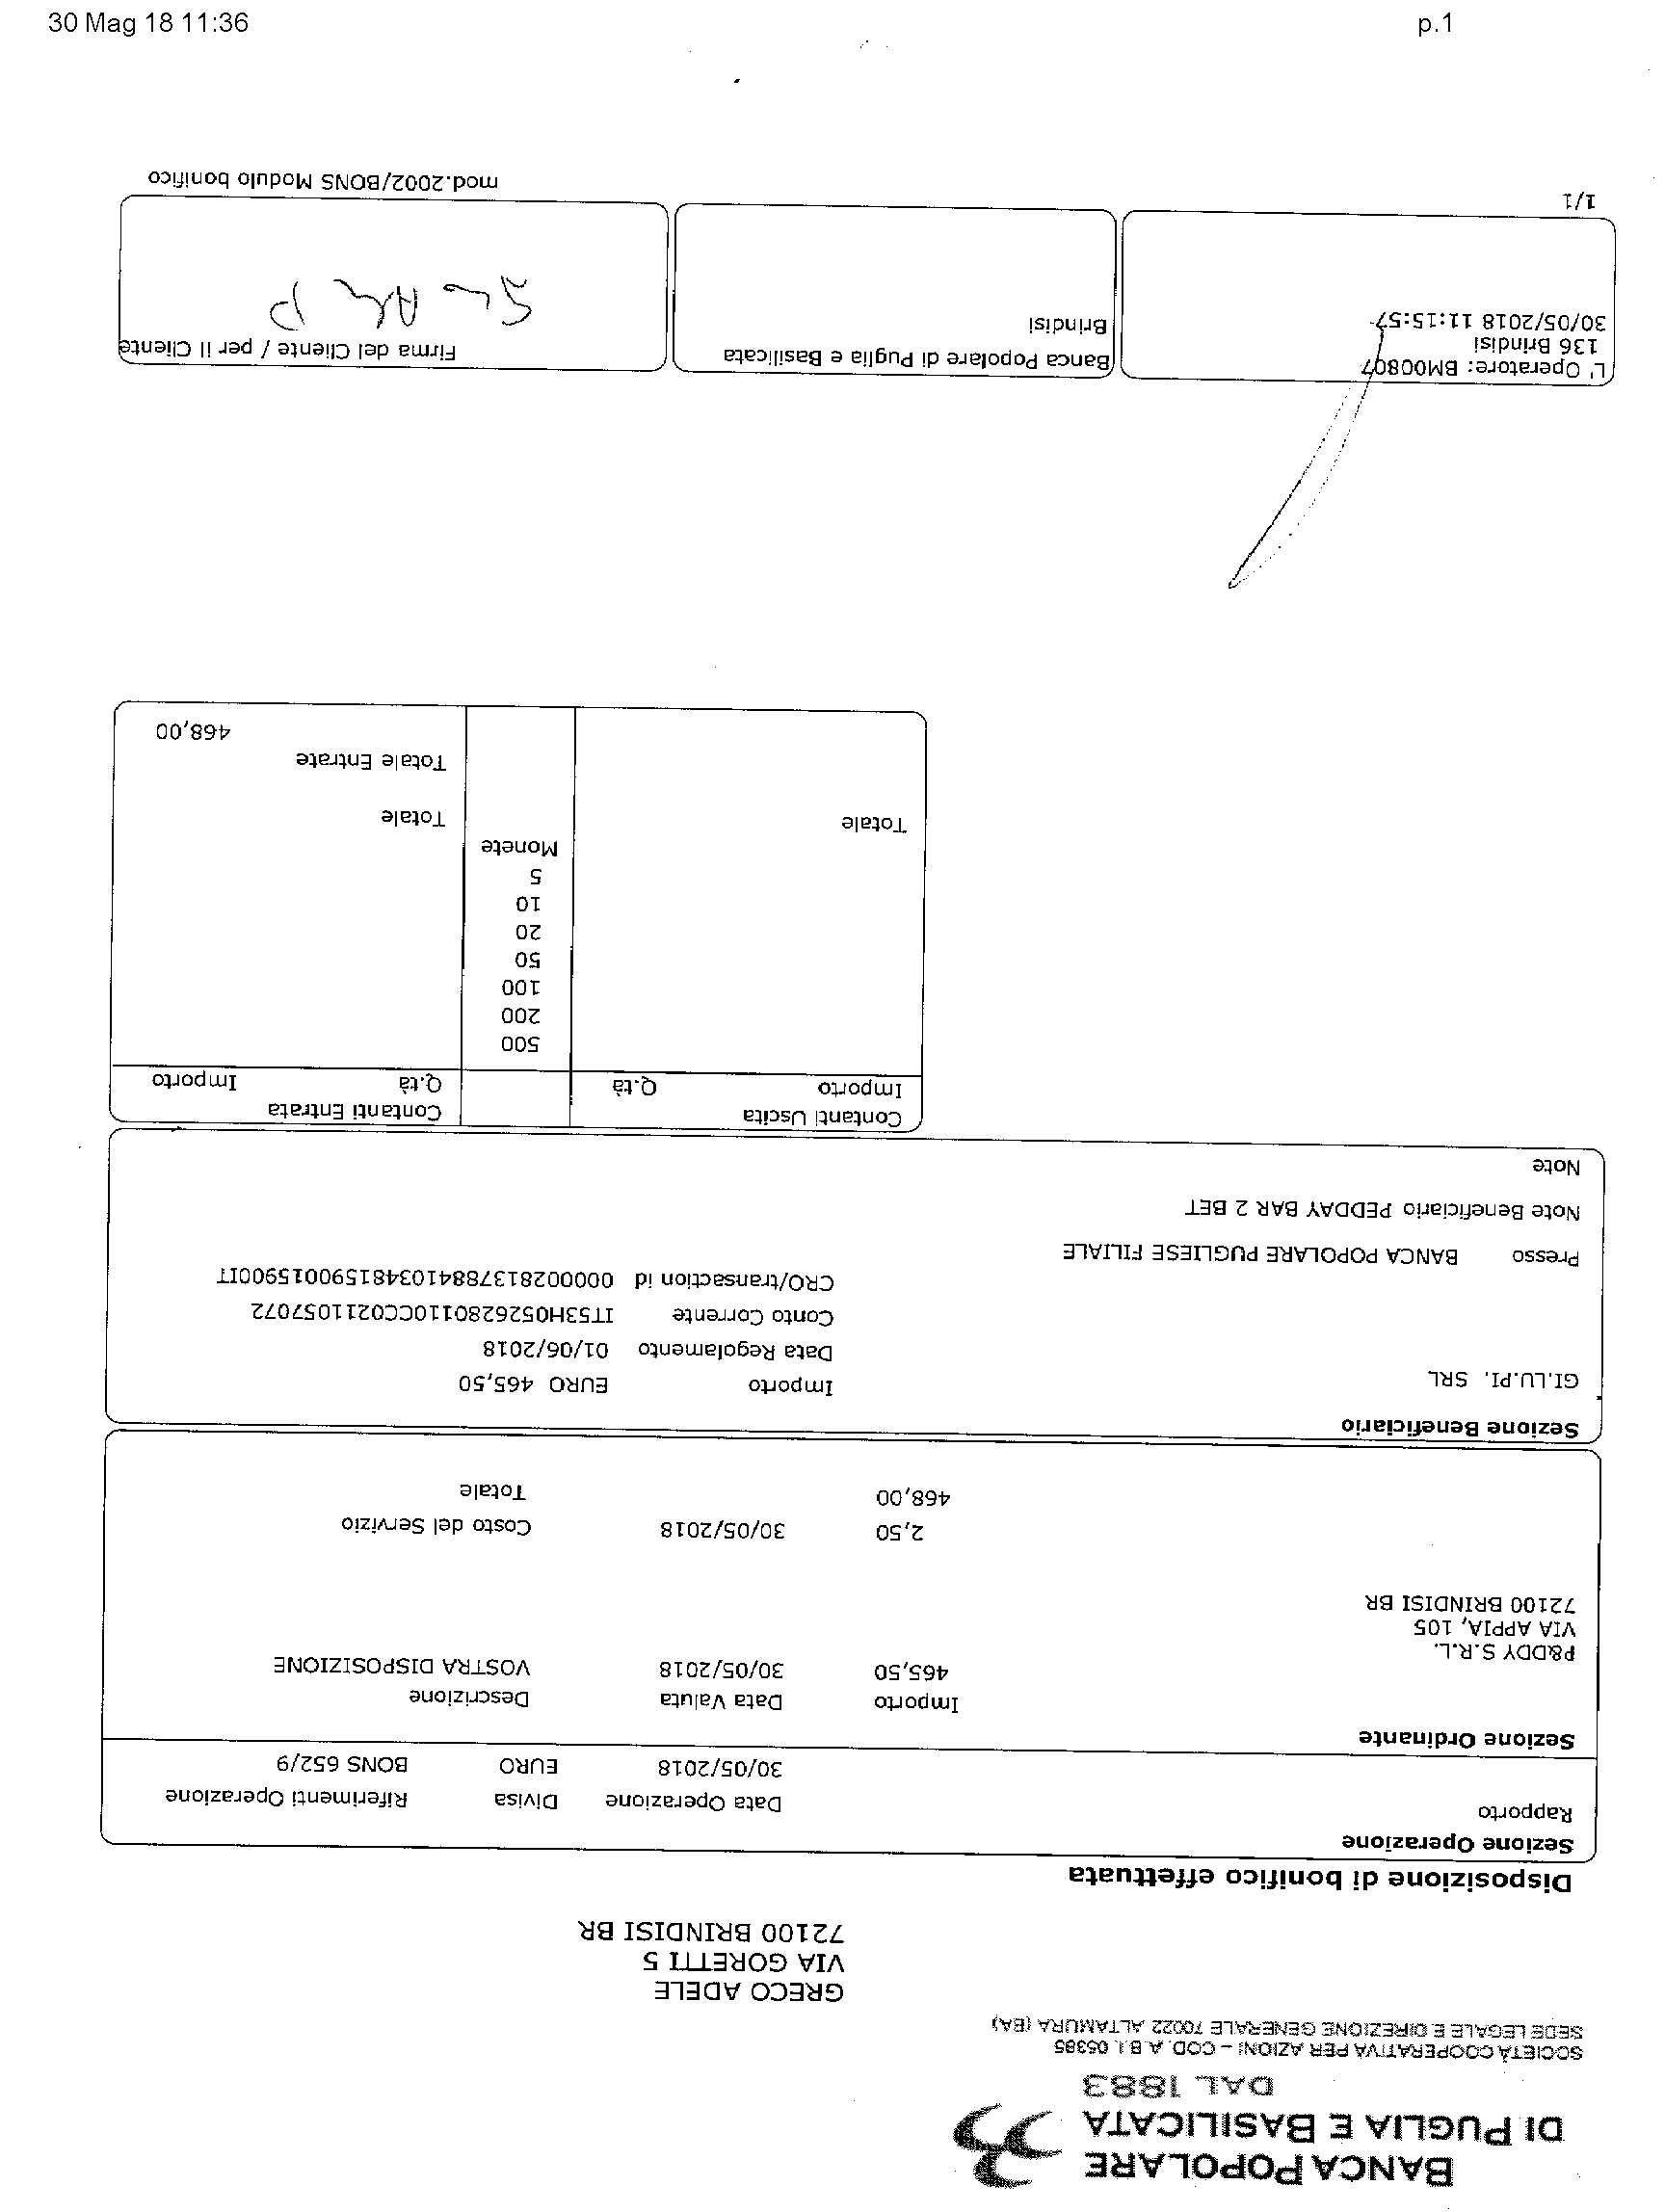 30 Mag 18 11:36 p.1
BANCA POPOLARE
DI PUGLIA E BASILICATA
DAL 1883
SOCIETÀ COOPERATIVA PER AZIONI – COD. A.B.I. 05385
SEDE LEGALE E DIREZIONE GENERALE 70022 ALTAMURA (BA)
GRECO ADELE
VIA GORETTI 5
72100 BRINDISI BR
Disposizione di bonifico effettuata
Sezione Operazione
Rapporto Data Operazione Divisa Riferimenti Operazione
30/05/2018 EURO BONS 652/9
Sezione Ordinante
Importo Data Valuta Descrizione
465,50 30/05/2018 VOSTRA DISPOSIZIONE
P&DDY S.R.L.
VIA APPIA, 105
72100 BRINDISI BR
2,50 30/05/2018 Costo del Servizio
468,00 Totale
Sezione Beneficiario
GI.LU.PI. SRL Importo EURO 465,50
Data Regolamento 01/06/2018
Conto Corrente IT53H0526280110CC0211057072
CRO/transaction id 0000028137884103481590015900IT
Presso BANCA POPOLARE PUGLIESE FILIALE
Note Beneficiario PEDDAY BAR 2 BET
Note
Contanti Uscita Contanti Entrata
Importo Q.tà Q.tà Importo
500
200
100
50
20
10
5
Monete
Totale Totale
Totale Entrate
468,00
L' Operatore: BM00807
136 Brindisi
30/05/2018 11:15:57
Banca Popolare di Puglia e Basilicata
Brindisi
Firma del Cliente / per il Cliente
1/1 mod.2002/BONS Modulo bonifico